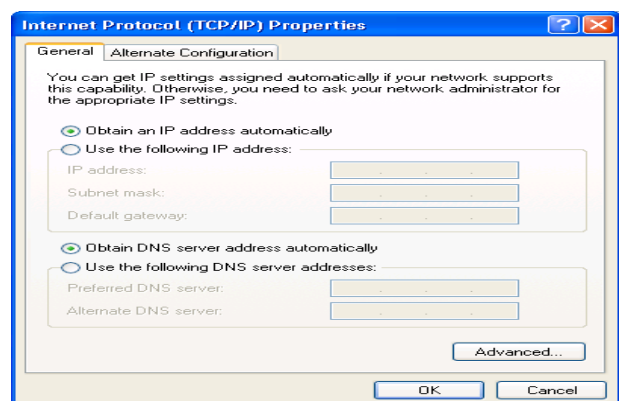 Internet Protocol (TCP/IP) Properties
General
Alternate Configuration
You can get IP settings assigned automatically if your network supports
this capability. Otherwise, you need to ask your network administrator for
the appropriate IP settings.
Obtain an IP address automatically
Use the following IP address:
IP address:
Subnet mask:
Default gateway:
Obtain DNS server address automatically
Use the following DNS server addresses:
Preferred DNS server:
Alternate DNS server:
Advanced...
OK
Cancel